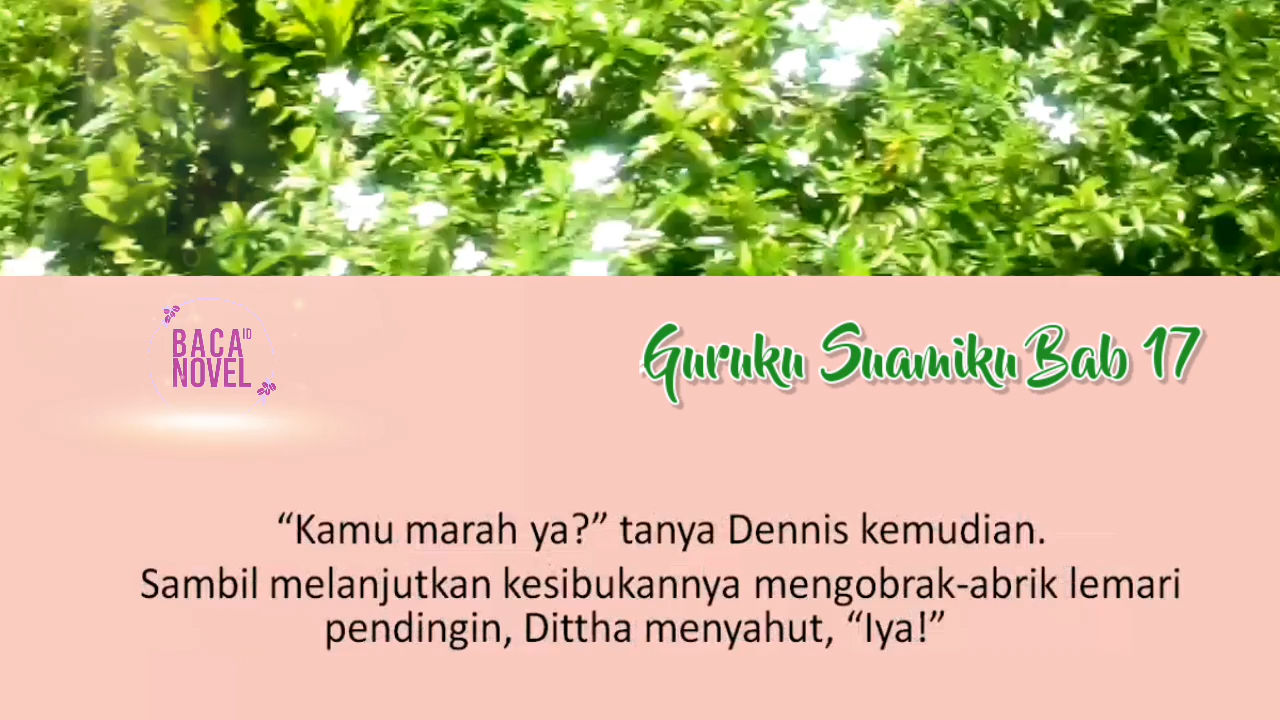 BACA ID
NOVEL
Guruku Suamiku Bab 17
“Kamu marah ya?” tanya Dennis kemudian.
Sambil melanjutkan kesibukannya mengobrak-abrik lemari
pendingin, Dittha menyahut, “Iya!”